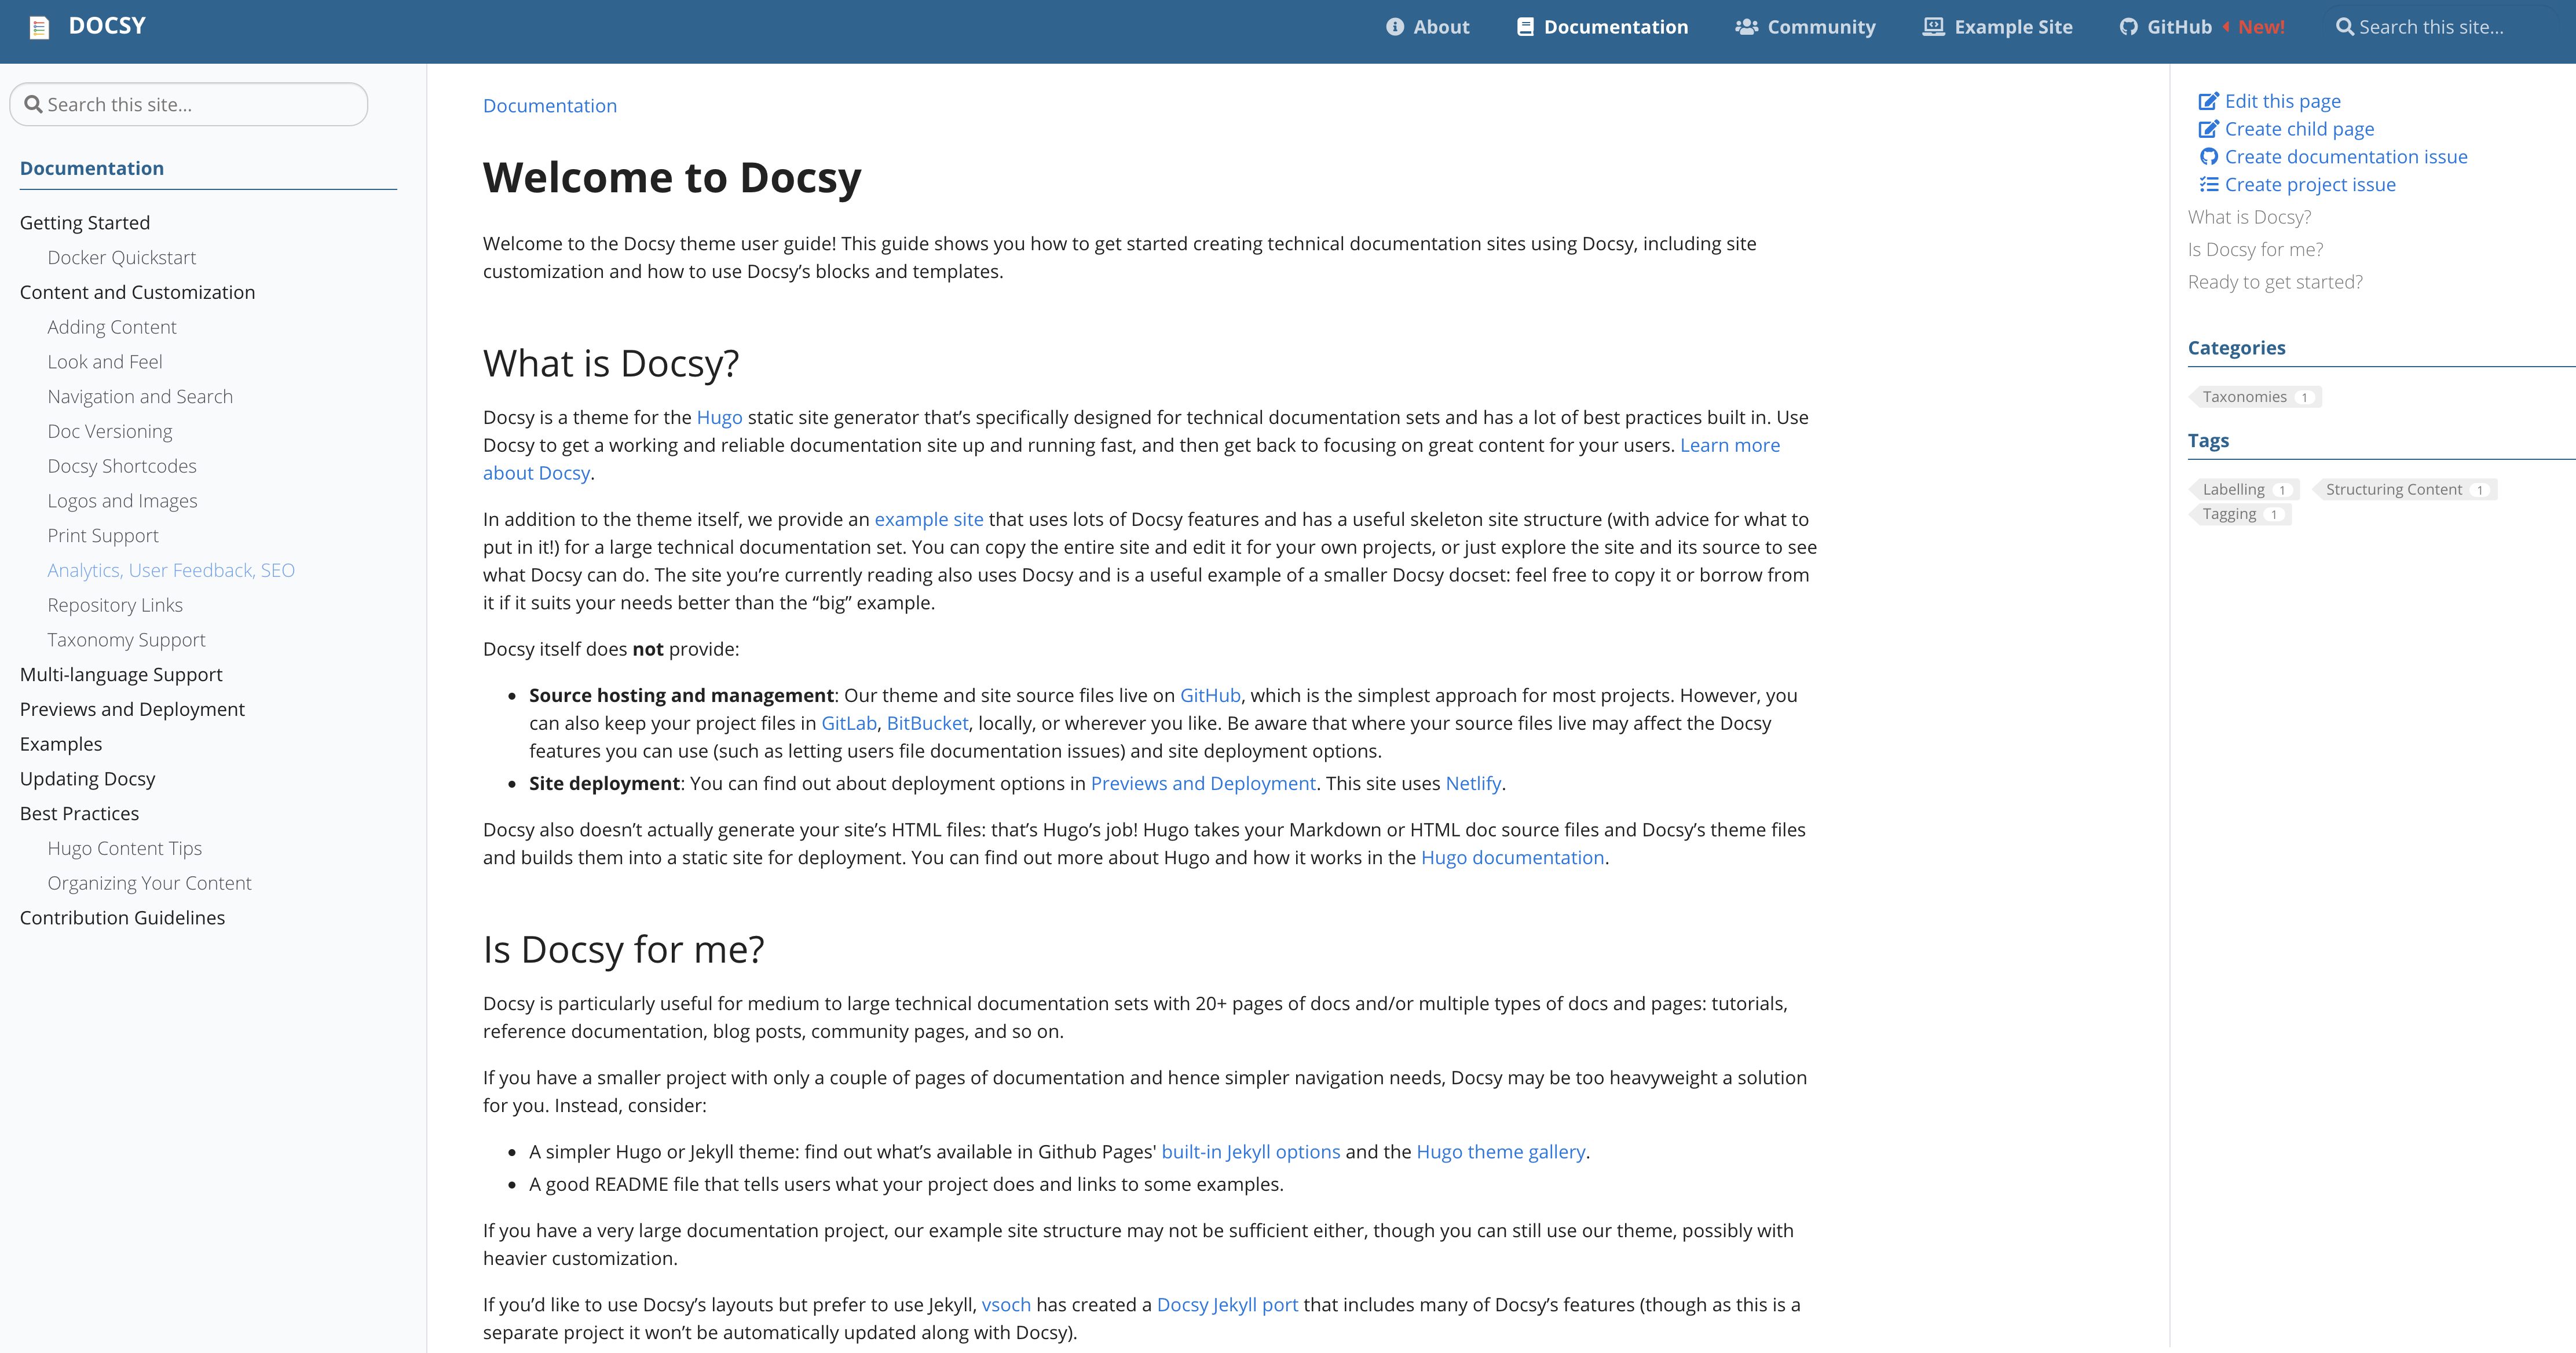 DOCSY
About
Documentation
Community
Example Site
GitHub
New!
Search this site…
Search this site…
Documentation
Getting Started
Docker Quickstart
Content and Customization
Adding Content
Look and Feel
Navigation and Search
Doc Versioning
Docsy Shortcodes
Logos and Images
Print Support
Analytics, User Feedback, SEO
Repository Links
Taxonomy Support
Multi-language Support
Previews and Deployment
Examples
Updating Docsy
Best Practices
Hugo Content Tips
Organizing Your Content
Contribution Guidelines
Documentation
Welcome to Docsy
Welcome to the Docsy theme user guide! This guide shows you how to get started creating technical documentation sites using Docsy, including site
customization and how to use Docsy’s blocks and templates.
What is Docsy?
Docsy is a theme for the Hugo static site generator that’s specifically designed for technical documentation sets and has a lot of best practices built in. Use
Docsy to get a working and reliable documentation site up and running fast, and then get back to focusing on great content for your users. Learn more
about Docsy.
In addition to the theme itself, we provide an example site that uses lots of Docsy features and has a useful skeleton site structure (with advice for what to
put in it!) for a large technical documentation set. You can copy the entire site and edit it for your own projects, or just explore the site and its source to see
what Docsy can do. The site you’re currently reading also uses Docsy and is a useful example of a smaller Docsy docset: feel free to copy it or borrow from
it if it suits your needs better than the “big” example.
Docsy itself does not provide:
• Source hosting and management: Our theme and site source files live on GitHub, which is the simplest approach for most projects. However, you
can also keep your project files in GitLab, BitBucket, locally, or wherever you like. Be aware that where your source files live may affect the Docsy
features you can use (such as letting users file documentation issues) and site deployment options.
• Site deployment: You can find out about deployment options in Previews and Deployment. This site uses Netlify.
Docsy also doesn’t actually generate your site’s HTML files: that’s Hugo’s job! Hugo takes your Markdown or HTML doc source files and Docsy’s theme files
and builds them into a static site for deployment. You can find out more about Hugo and how it works in the Hugo documentation.
Is Docsy for me?
Docsy is particularly useful for medium to large technical documentation sets with 20+ pages of docs and/or multiple types of docs and pages: tutorials,
reference documentation, blog posts, community pages, and so on.
If you have a smaller project with only a couple of pages of documentation and hence simpler navigation needs, Docsy may be too heavyweight a solution
for you. Instead, consider:
• A simpler Hugo or Jekyll theme: find out what’s available in Github Pages' built-in Jekyll options and the Hugo theme gallery.
• A good README file that tells users what your project does and links to some examples.
If you have a very large documentation project, our example site structure may not be sufficient either, though you can still use our theme, possibly with
heavier customization.
If you’d like to use Docsy’s layouts but prefer to use Jekyll, vsoch has created a Docsy Jekyll port that includes many of Docsy’s features (though as this is a
separate project it won’t be automatically updated along with Docsy).
Edit this page
Create child page
Create documentation issue
Create project issue
What is Docsy?
Is Docsy for me?
Ready to get started?
Categories
Taxonomies 1
Tags
Labelling 1 Structuring Content 1
Tagging 1